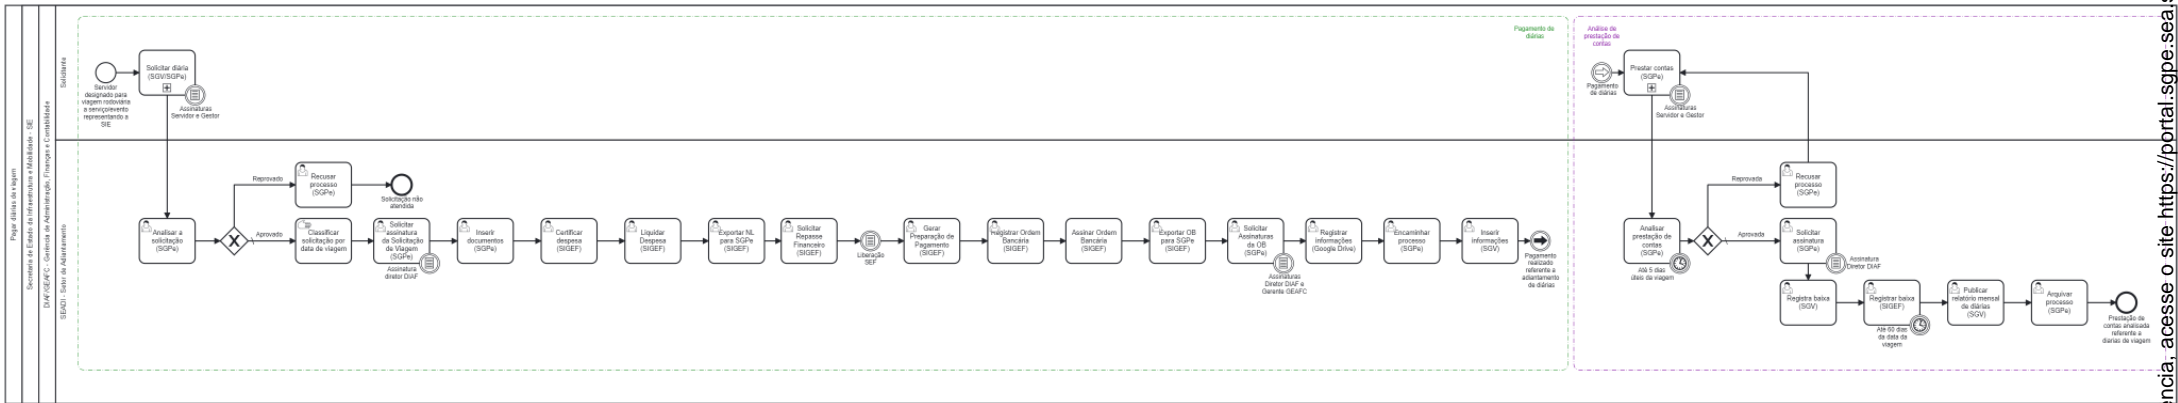 Pagar diárias de viagem
Secretaria de Estado da Infraestrutura e Mobilidade - SIE
DIAF/GEAFC - Gerência de Administração, Finanças e Contabilidade
Solicitante
SEADI - Setor de Adiantamento
Pagamento de
diárias
Servidor
designado para
viagem rodoviária
a serviço/evento
representando a
SIE
Solicitar diária
(SGV/SGPe)
Assinaturas
Servidor e Gestor
Analisar a
solicitação
(SGPe)
Reprovado
Recusar
processo
(SGPe)
Solicitação não
atendida
Aprovado
Classificar
solicitação por
data de viagem
Solicitar
assinatura
da Solicitação
de Viagem
(SGPe)
Assinatura
diretor DIAF
Inserir
documentos
(SGPe)
Certificar
despesa
(SIGEF)
Liquidar
Despesa
(SIGEF)
Exportar NL
para SGPe
(SIGEF)
Solicitar
Repasse
Financeiro
(SIGEF)
Liberação
SEF
Gerar
Preparação de
Pagamento
(SIGEF)
Registrar Ordem
Bancária
(SIGEF)
Assinar Ordem
Bancária
(SIGEF)
Exportar OB
para SGPe
(SIGEF)
Solicitar
Assinaturas
da OB
(SGPe)
Assinaturas
Diretor DIAF e
Gerante GEAFC
Registrar
informações
(Google Drive)
Encaminhar
processo
(SGPe)
Inserir
informações
(SGV)
Pagamento
realizado
referente a
adiantamento
de diárias
Análise de
prestação de
contas
Pagamento
de diárias
Prestar contas
(SGPe)
Assinaturas
Servidor e Gestor
Analisar
prestação de
contas
(SGPe)
Até 5 dias
úteis da viagem
Reprovada
Recusar
processo
(SGPe)
Aprovada
Solicitar
assinatura
(SGPe)
Assinatura
Diretor DIAF
Registra baixa
(SGV)
Registrar baixa
(SIGEF)
Até 60 dias
da data da
viagem
Publicar
relatório mensal
de diárias
(SGV)
Arquivar
processo
(SGPe)
Prestação de
contas analisada
referente a
diarias de viagem
acesse o site https://portal.sgpe.sea.s